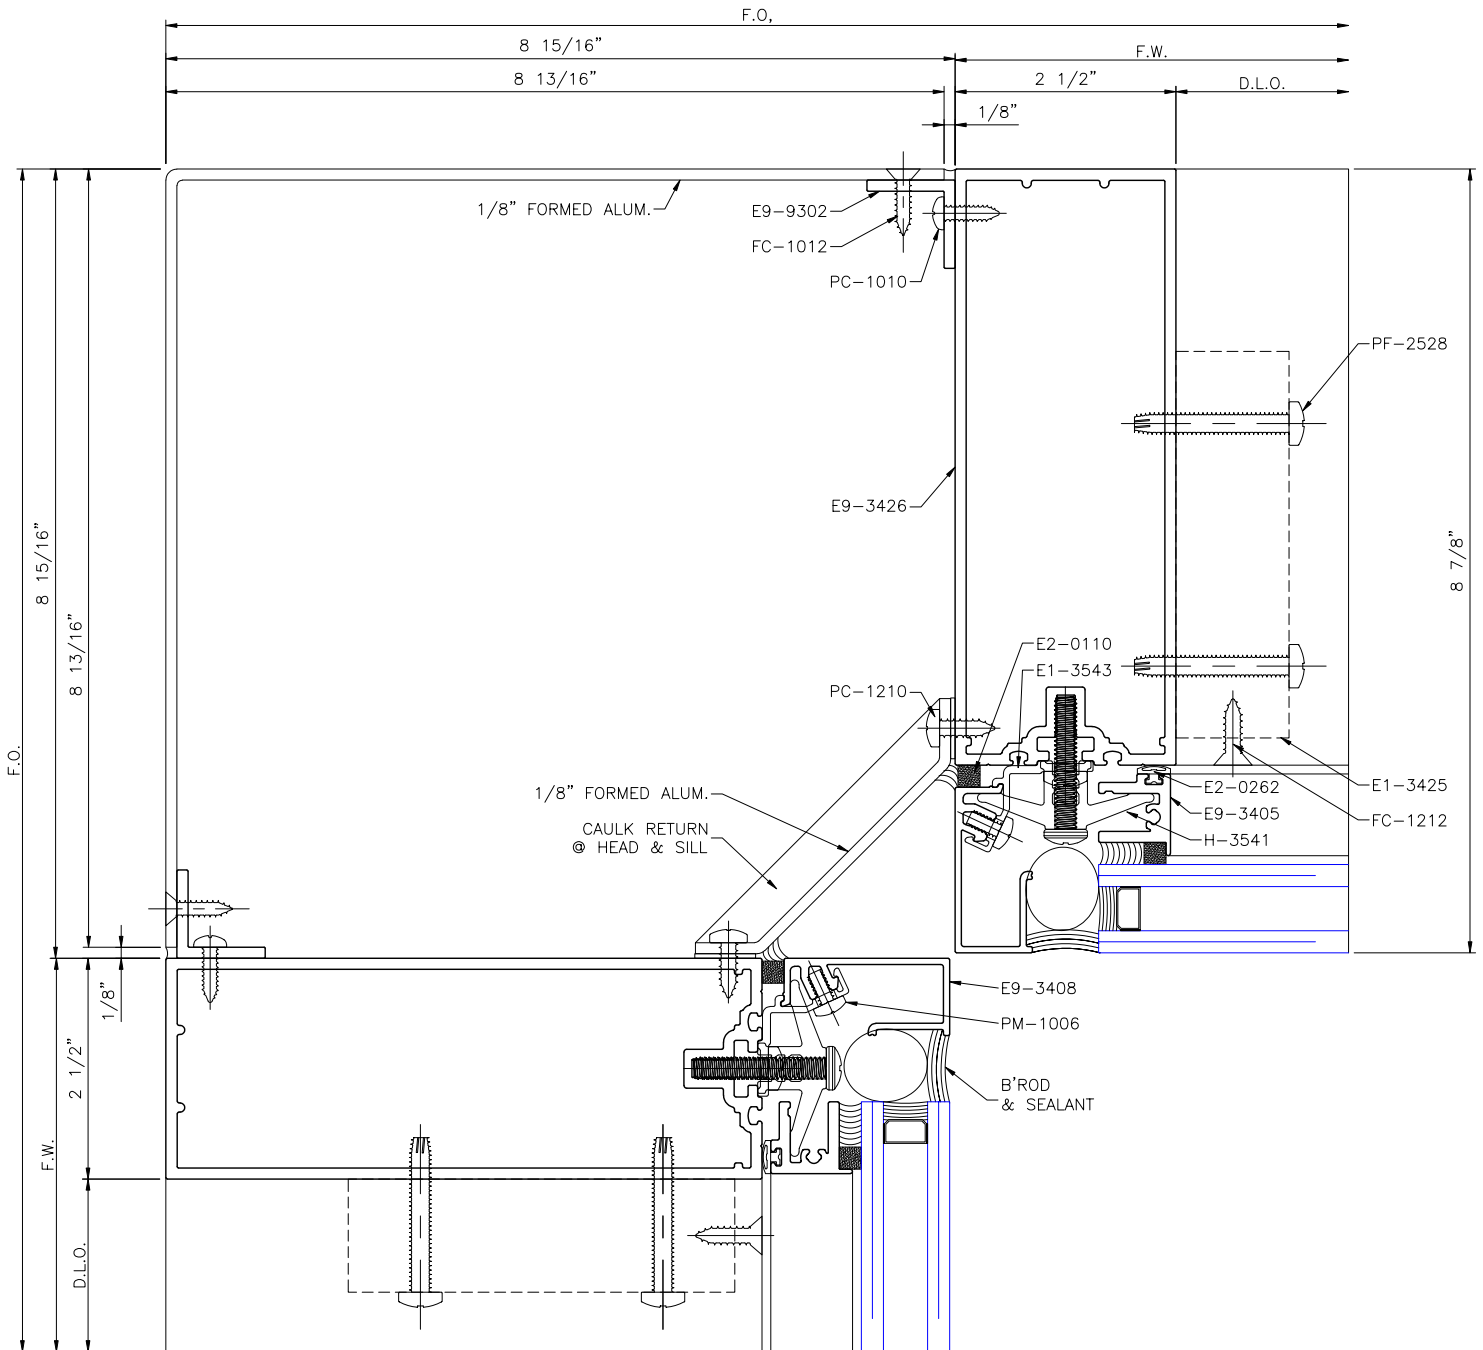 F.O,
8 15/16"
F.W.
8 13/16"
2 1/2"
D.L.O.
1/8"
1/8" FORMED ALUM.
E9-9302
FC-1012
PC-1010
PF-2528
E9-3426
8 7/8"
8 15/16"
8 13/16"
F.O.
E2-0110
E1-3543
PC-1210
1/8" FORMED ALUM.
CAULK RETURN
@ HEAD & SILL
E2-0262
E9-3405
H-3541
E1-3425
FC-1212
E9-3408
PM-1006
1/8"
2 1/2"
B'ROD
& SEALANT
F.W.
D.L.O.